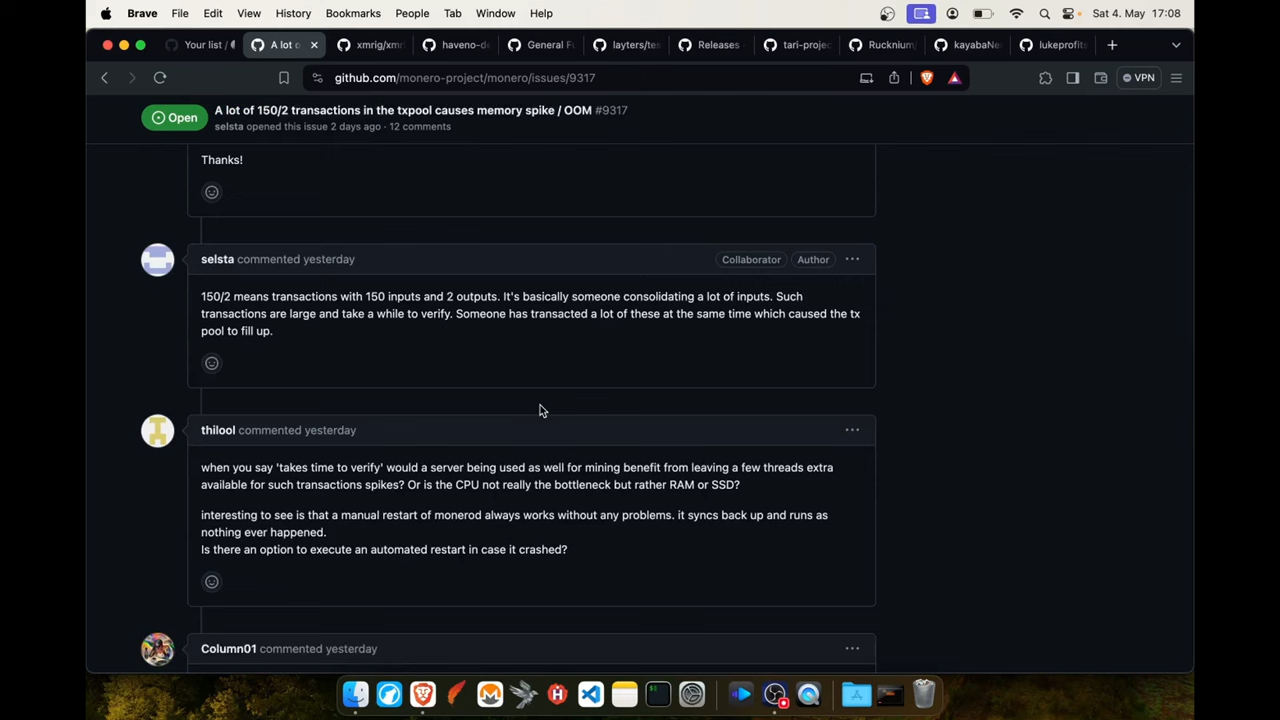 Brave File Edit View History Bookmarks People Tab Window Help Sat 4. May 17:08
Your list / A lot o xmrig/xmr haveno-de General Fu layters/tes Releases tari-projec Rucknium/ kayabaNe lukeprofits
github.com/monero-project/monero/issues/9317 VPN
Open
A lot of 150/2 transactions in the txpool causes memory spike / OOM #9317
selsta opened this issue 2 days ago · 12 comments
Thanks!
selsta commented yesterday Collaborator Author
150/2 means transactions with 150 inputs and 2 outputs. It's basically someone consolidating a lot of inputs. Such
transactions are large and take a while to verify. Someone has transacted a lot of these at the same time which caused the tx
pool to fill up.
thilool commented yesterday
when you say 'takes time to verify' would a server being used as well for mining benefit from leaving a few threads extra
available for such transactions spikes? Or is the CPU not really the bottleneck but rather RAM or SSD?
interesting to see is that a manual restart of monerod always works without any problems. it syncs back up and runs as
nothing ever happened.
Is there an option to execute an automated restart in case it crashed?
Column01 commented yesterday